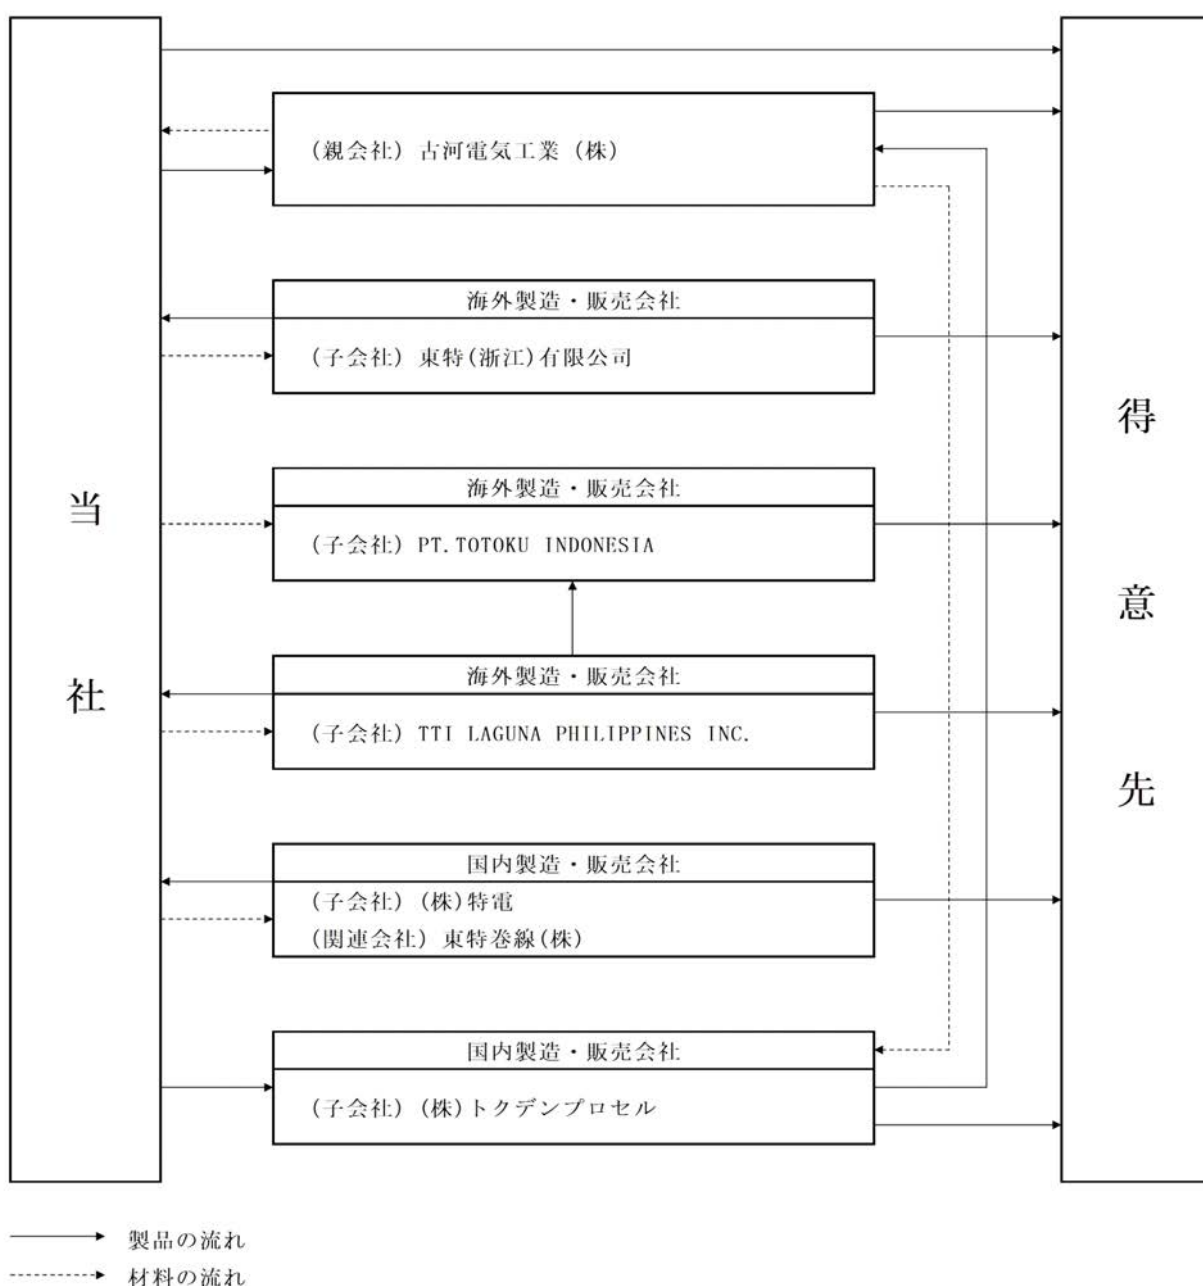 当社
(親会社) 古河電気工業 (株)
海外製造・販売会社
(子会社) 東特(浙江)有限公司
海外製造・販売会社
(子会社) PT.TOTOKU INDONESIA
海外製造・販売会社
(子会社) TTI LAGUNA PHILIPPINES INC.
国内製造・販売会社
(子会社) (株)特電
(関連会社) 東特巻線(株)
国内製造・販売会社
(子会社) (株)トクデンプロセル
得意先
製品の流れ
材料の流れ